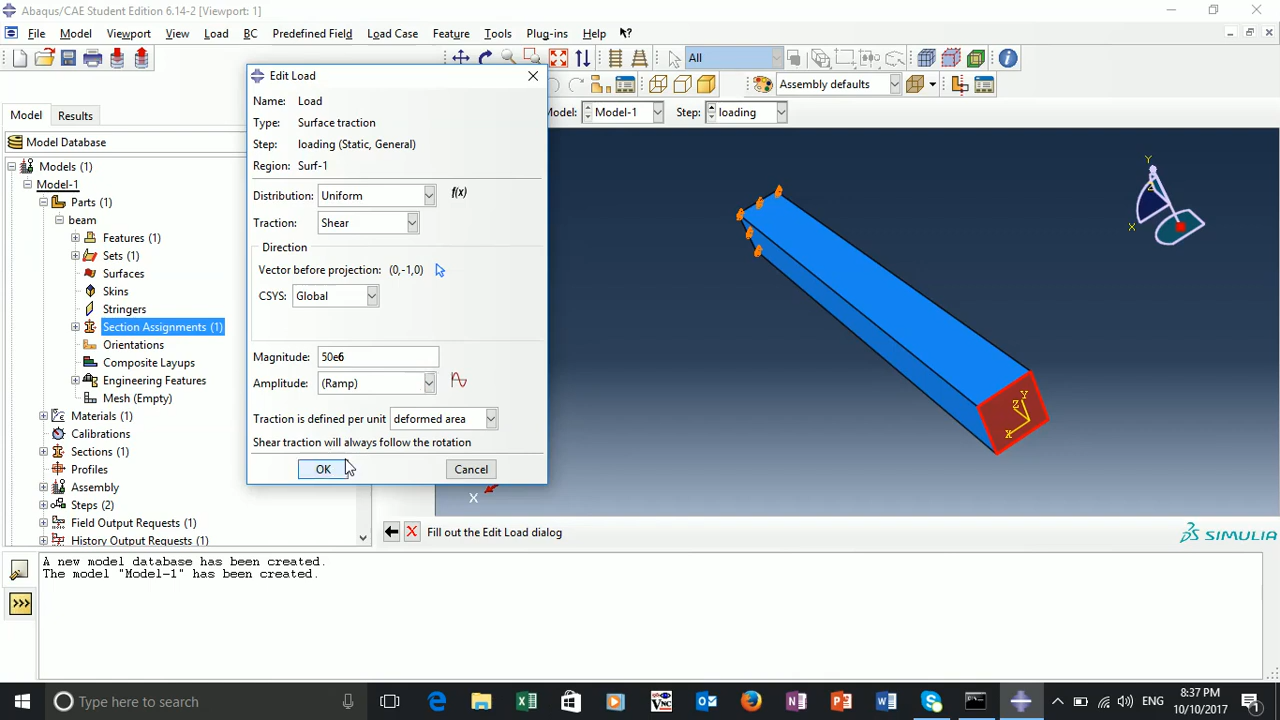 Abaqus/CAE Student Edition 6.14-2 [Viewport: 1]
File Model Viewport View Load BC Predefined Field Load Case Feature Tools Plug-ins Help
All
Assembly defaults
Model Results
Model: Model-1 Step: loading
Model Database
Models (1)
Model-1
Parts (1)
beam
Features (1)
Sets (1)
Surfaces
Skins
Stringers
Section Assignments (1)
Orientations
Composite Layups
Engineering Features
Mesh (Empty)
Materials (1)
Calibrations
Sections (1)
Profiles
Assembly
Steps (2)
Field Output Requests (1)
History Output Requests (1)
Edit Load
Name: Load
Type: Surface traction
Step: loading (Static, General)
Region: Surf-1
Distribution: Uniform f(x)
Traction: Shear
Direction
Vector before projection: (0,-1,0)
CSYS: Global
Magnitude: 50e6
Amplitude: (Ramp)
Traction is defined per unit deformed area
Shear traction will always follow the rotation
OK Cancel
Y
Z
X
Y
Z
X
X
Fill out the Edit Load dialog
SIMULIA
A new model database has been created.
The model "Model-1" has been created.
>>>
Type here to search
ENG
8:37 PM
10/10/2017